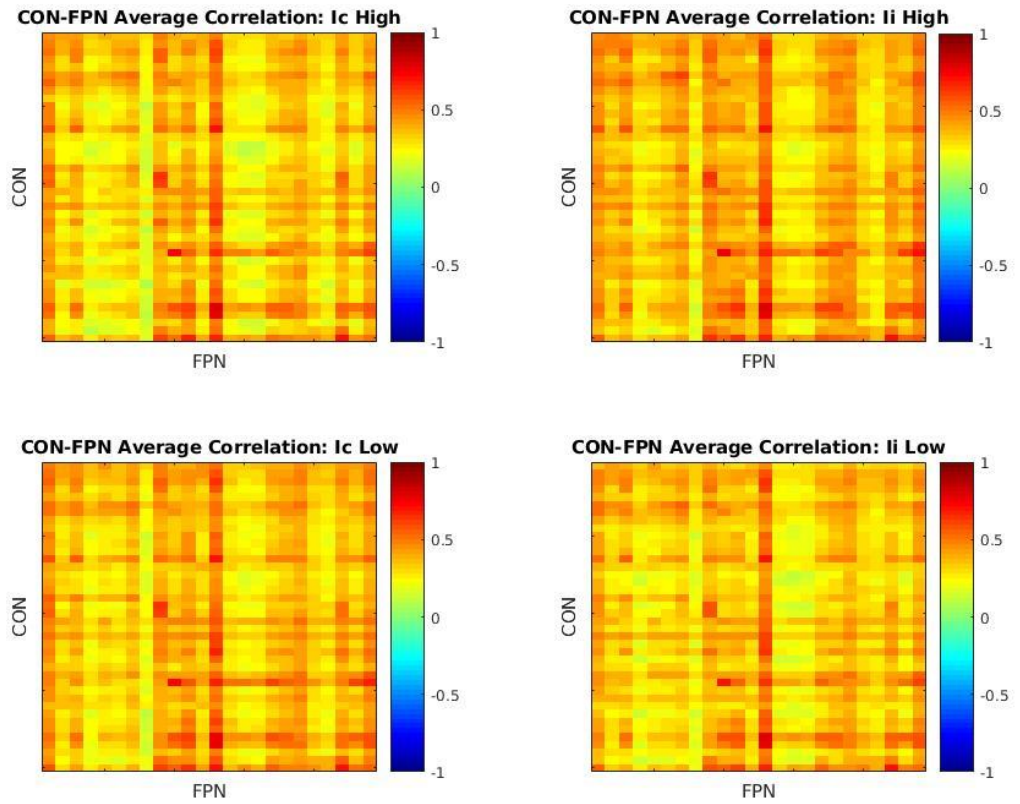 CON-FPN Average Correlation: Ic High
1
0.5
0
-0.5
-1
CON
FPN
CON-FPN Average Correlation: Ii High
1
0.5
0
-0.5
-1
CON
FPN
CON-FPN Average Correlation: Ic Low
1
0.5
0
-0.5
-1
CON
FPN
CON-FPN Average Correlation: Ii Low
1
0.5
0
-0.5
-1
CON
FPN